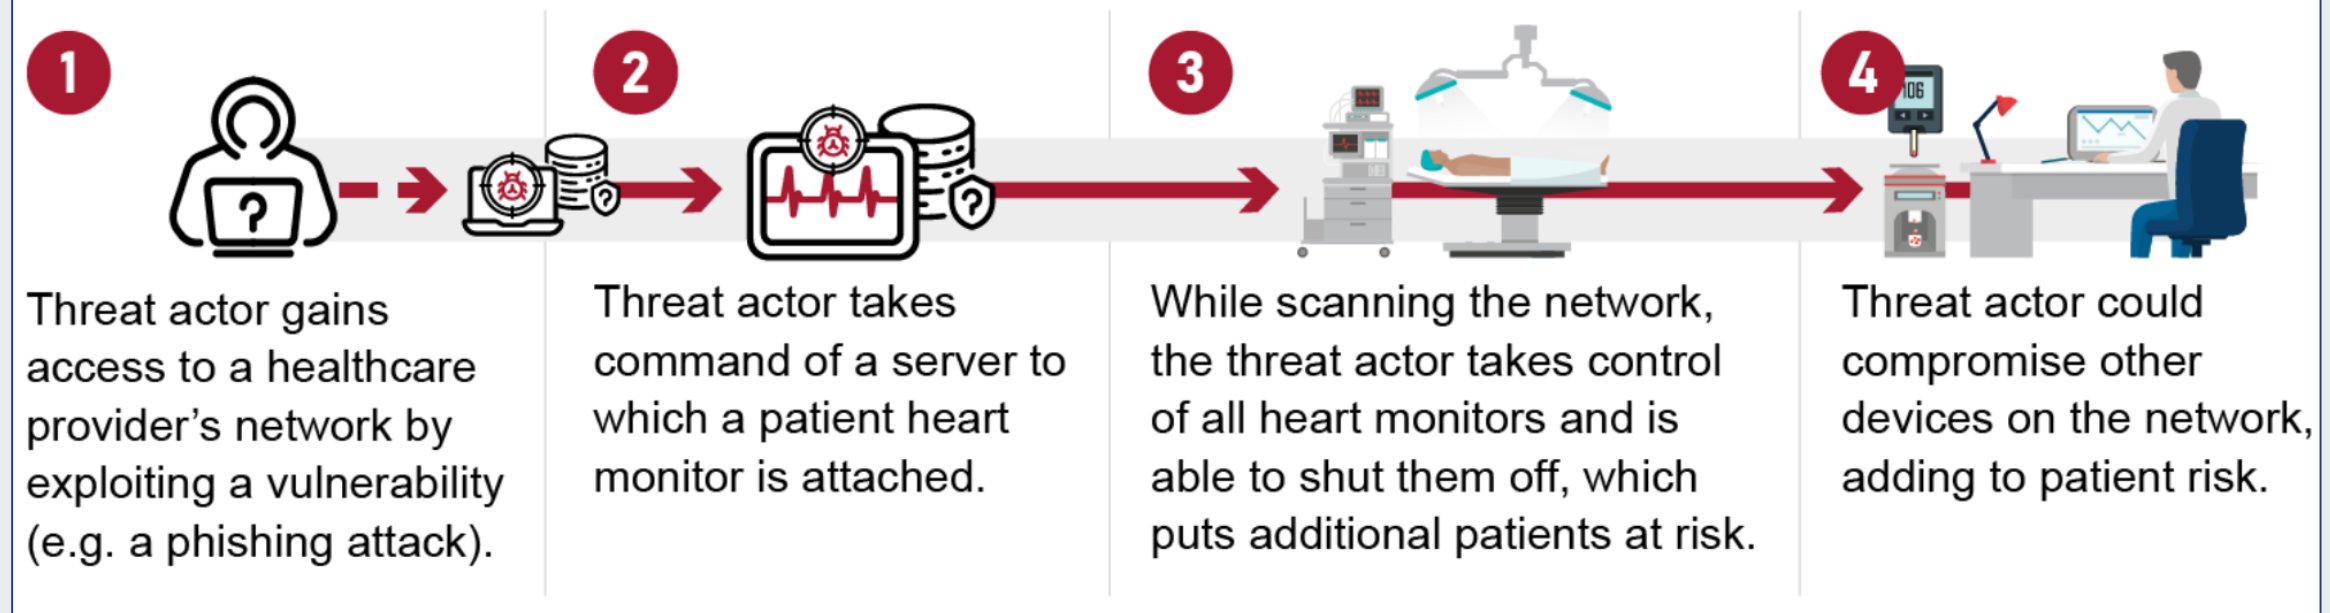 1
?
?
Threat actor gains
access to a healthcare
provider’s network by
exploiting a vulnerability
(e.g. a phishing attack).
2
?
Threat actor takes
command of a server to
which a patient heart
monitor is attached.
3
While scanning the network,
the threat actor takes control
of all heart monitors and is
able to shut them off, which
puts additional patients at risk.
4
106
Threat actor could
compromise other
devices on the network,
adding to patient risk.